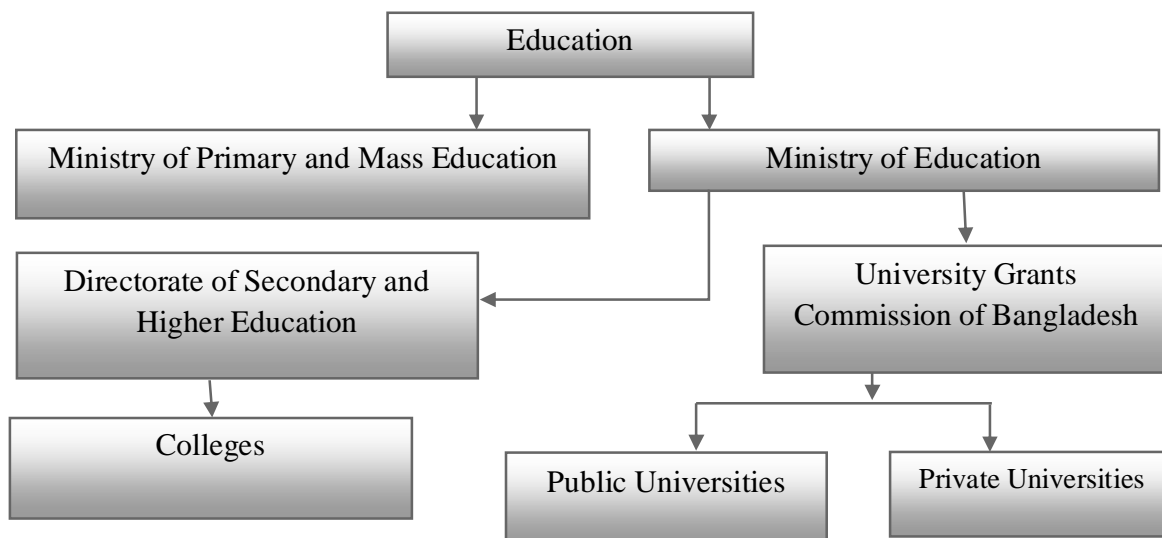 Education
Ministry of Primary and Mass Education
Ministry of Education
Directorate of Secondary and
Higher Education
University Grants
Commission of Bangladesh
Colleges
Public Universities
Private Universities